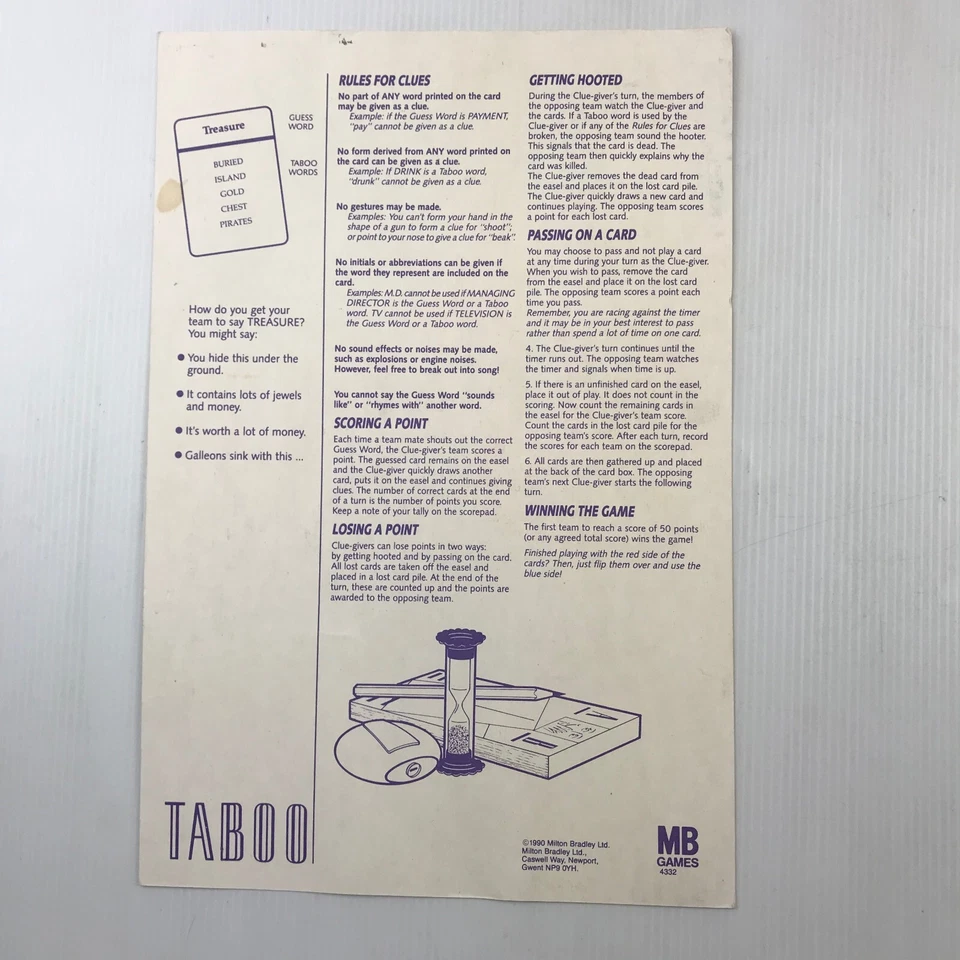 Treasure
BURIED
ISLAND
GOLD
CHEST
PIRATES
GUESS
WORD
TABOO
WORDS
How do you get your
team to say TREASURE?
You might say:
● You hide this under the
ground.
● It contains lots of jewels
and money.
● It's worth a lot of money.
● Galleons sink with this ...
TABOO
RULES FOR CLUES
No part of ANY word printed on the card
may be given as a clue.
Example: if the Guess Word is PAYMENT,
"pay" cannot be given as a clue.
No form derived from ANY word printed on
the card can be given as a clue.
Example: If DRINK is a Taboo word,
"drunk" cannot be given as a clue.
No gestures may be made.
Examples: You can't form your hand in the
shape of a gun to form a clue for "shoot";
or point to your nose to give a clue for "beak".
No initials or abbreviations can be given if
the word they represent are included on the
card.
Examples: M.D. cannot be used if MANAGING
DIRECTOR is the Guess Word or a Taboo
word. TV cannot be used if TELEVISION is
the Guess Word or a Taboo word.
No sound effects or noises may be made,
such as explosions or engine noises.
However, feel free to break out into song!
You cannot say the Guess Word "sounds
like" or "rhymes with" another word.
SCORING A POINT
Each time a team mate shouts out the correct
Guess Word, the Clue-giver's team scores a
point. The guessed card remains on the easel
and the Clue-giver quickly draws another
card, puts it on the easel and continues giving
clues. The number of correct cards at the end
of a turn is the number of points you score.
Keep a note of your tally on the scorepad.
LOSING A POINT
Clue-givers can lose points in two ways:
by getting hooted and by passing on the card.
All lost cards are taken off the easel and
placed in a lost card pile. At the end of the
turn, these are counted up and the points are
awarded to the opposing team.
GETTING HOOTED
During the Clue-giver's turn, the members of
the opposing team watch the Clue-giver and
the cards. If a Taboo word is used by the
Clue-giver or if any of the Rules for Clues are
broken, the opposing team sound the hooter.
This signals that the card is dead. The
opposing team then quickly explains why the
card was killed.
The Clue-giver removes the dead card from
the easel and places it on the lost card pile.
The Clue-giver quickly draws a new card and
continues playing. The opposing team scores
a point for each lost card.
PASSING ON A CARD
You may choose to pass and not play a card
at any time during your turn as the Clue-giver.
When you wish to pass, remove the card
from the easel and place it on the lost card
pile. The opposing team scores a point each
time you pass.
Remember, you are racing against the timer
and it may be in your best interest to pass
rather than spend a lot of time on one card.
4. The Clue-giver's turn continues until the
timer runs out. The opposing team watches
the timer and signals when time is up.
5. If there is an unfinished card on the easel,
place it out of play. It does not count in the
scoring. Now count the remaining cards in
the easel for the Clue-giver's team score.
Count the cards in the lost card pile for the
opposing team's score. After each turn, record
the scores for each team on the scorepad.
6. All cards are then gathered up and placed
at the back of the card box. The opposing
team's next Clue-giver starts the following
turn.
WINNING THE GAME
The first team to reach a score of 50 points
(or any agreed total score) wins the game!
Finished playing with the red side of the
cards? Then, just flip them over and use the
blue side!
©1990 Milton Bradley Ltd.
Milton Bradley Ltd.,
Caswell Way, Newport,
Gwent NP9 0YH.
MB
GAMES
4332